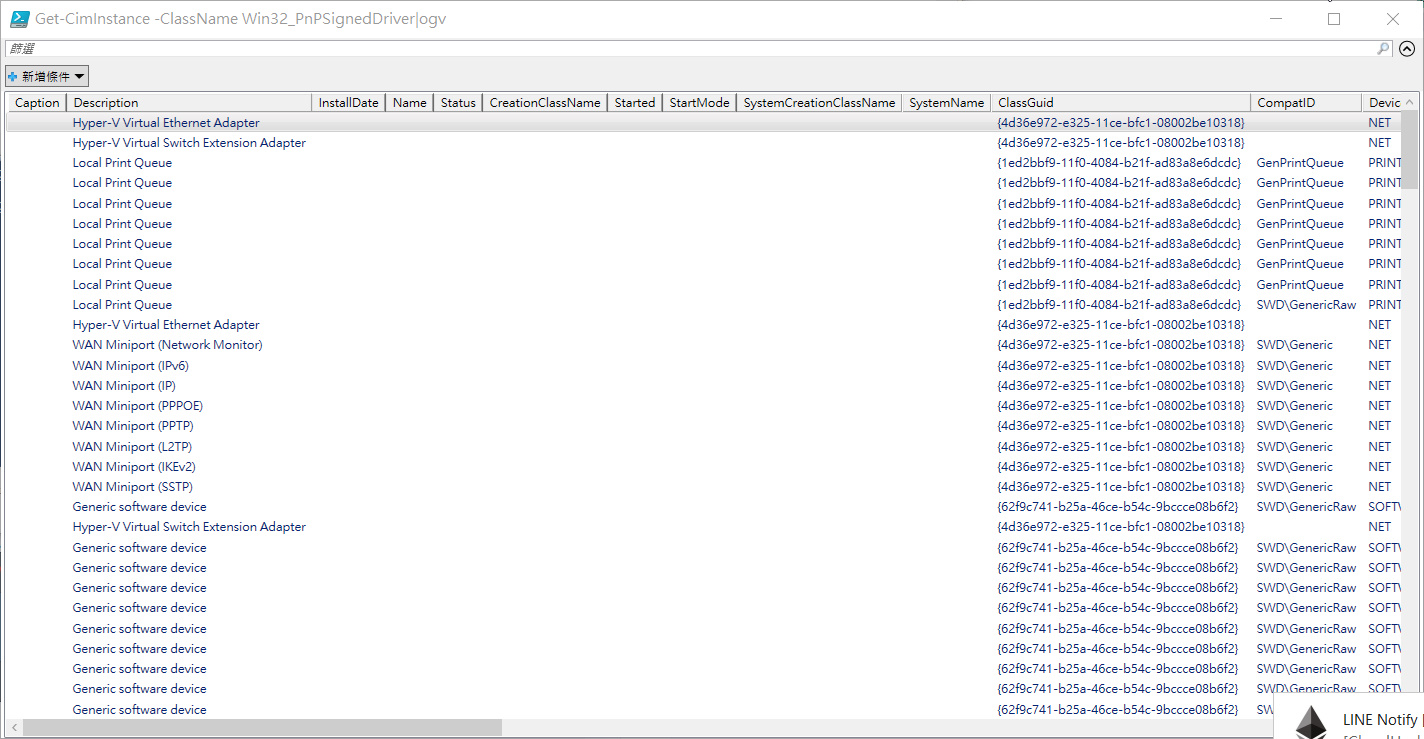 Get-CimInstance -ClassName Win32_PnPSignedDriver|ogv
篩選
新增條件
Caption Description InstallDate Name Status CreationClassName Started StartMode SystemCreationClassName SystemName ClassGuid CompatID Devic
Hyper-V Virtual Ethernet Adapter {4d36e972-e325-11ce-bfc1-08002be10318} NET
Hyper-V Virtual Switch Extension Adapter {4d36e972-e325-11ce-bfc1-08002be10318} NET
Local Print Queue {1ed2bbf9-11f0-4084-b21f-ad83a8e6dcdc} GenPrintQueue PRINT
Local Print Queue {1ed2bbf9-11f0-4084-b21f-ad83a8e6dcdc} GenPrintQueue PRINT
Local Print Queue {1ed2bbf9-11f0-4084-b21f-ad83a8e6dcdc} GenPrintQueue PRINT
Local Print Queue {1ed2bbf9-11f0-4084-b21f-ad83a8e6dcdc} GenPrintQueue PRINT
Local Print Queue {1ed2bbf9-11f0-4084-b21f-ad83a8e6dcdc} GenPrintQueue PRINT
Local Print Queue {1ed2bbf9-11f0-4084-b21f-ad83a8e6dcdc} GenPrintQueue PRINT
Local Print Queue {1ed2bbf9-11f0-4084-b21f-ad83a8e6dcdc} GenPrintQueue PRINT
Local Print Queue {1ed2bbf9-11f0-4084-b21f-ad83a8e6dcdc} SWD\GenericRaw PRINT
Hyper-V Virtual Ethernet Adapter {4d36e972-e325-11ce-bfc1-08002be10318} NET
WAN Miniport (Network Monitor) {4d36e972-e325-11ce-bfc1-08002be10318} SWD\Generic NET
WAN Miniport (IPv6) {4d36e972-e325-11ce-bfc1-08002be10318} SWD\Generic NET
WAN Miniport (IP) {4d36e972-e325-11ce-bfc1-08002be10318} SWD\Generic NET
WAN Miniport (PPPOE) {4d36e972-e325-11ce-bfc1-08002be10318} SWD\Generic NET
WAN Miniport (PPTP) {4d36e972-e325-11ce-bfc1-08002be10318} SWD\Generic NET
WAN Miniport (L2TP) {4d36e972-e325-11ce-bfc1-08002be10318} SWD\Generic NET
WAN Miniport (IKEv2) {4d36e972-e325-11ce-bfc1-08002be10318} SWD\Generic NET
WAN Miniport (SSTP) {4d36e972-e325-11ce-bfc1-08002be10318} SWD\Generic NET
Generic software device {62f9c741-b25a-46ce-b54c-9bccce08b6f2} SWD\GenericRaw SOFT
Hyper-V Virtual Switch Extension Adapter {4d36e972-e325-11ce-bfc1-08002be10318} NET
Generic software device {62f9c741-b25a-46ce-b54c-9bccce08b6f2} SWD\GenericRaw SOFT
Generic software device {62f9c741-b25a-46ce-b54c-9bccce08b6f2} SWD\GenericRaw SOFT
Generic software device {62f9c741-b25a-46ce-b54c-9bccce08b6f2} SWD\GenericRaw SOFT
Generic software device {62f9c741-b25a-46ce-b54c-9bccce08b6f2} SWD\GenericRaw SOFT
Generic software device {62f9c741-b25a-46ce-b54c-9bccce08b6f2} SWD\GenericRaw SOFT
Generic software device {62f9c741-b25a-46ce-b54c-9bccce08b6f2} SWD\GenericRaw SOFT
Generic software device {62f9c741-b25a-46ce-b54c-9bccce08b6f2} SWD\GenericRaw SOFT
Generic software device {62f9c741-b25a-46ce-b54c-9bccce08b6f2} SWD\GenericRaw SOFT
Generic software device {62f9c741-b25a-46ce-b54c-9bccce08b6f2} SW
LINE Notify